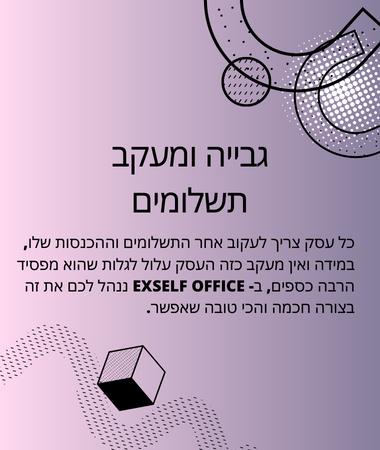 גבייה ומעקב
תשלומים
כל עסק צריך לעקוב אחר התשלומים וההכנסות שלו,
במידה ואין מעקב כזה העסק עלול לגלות שהוא מפסיד
הרבה כספים, ב- EXSELF OFFICE ננהל לכם את זה
בצורה חכמה והכי טובה שאפשר.